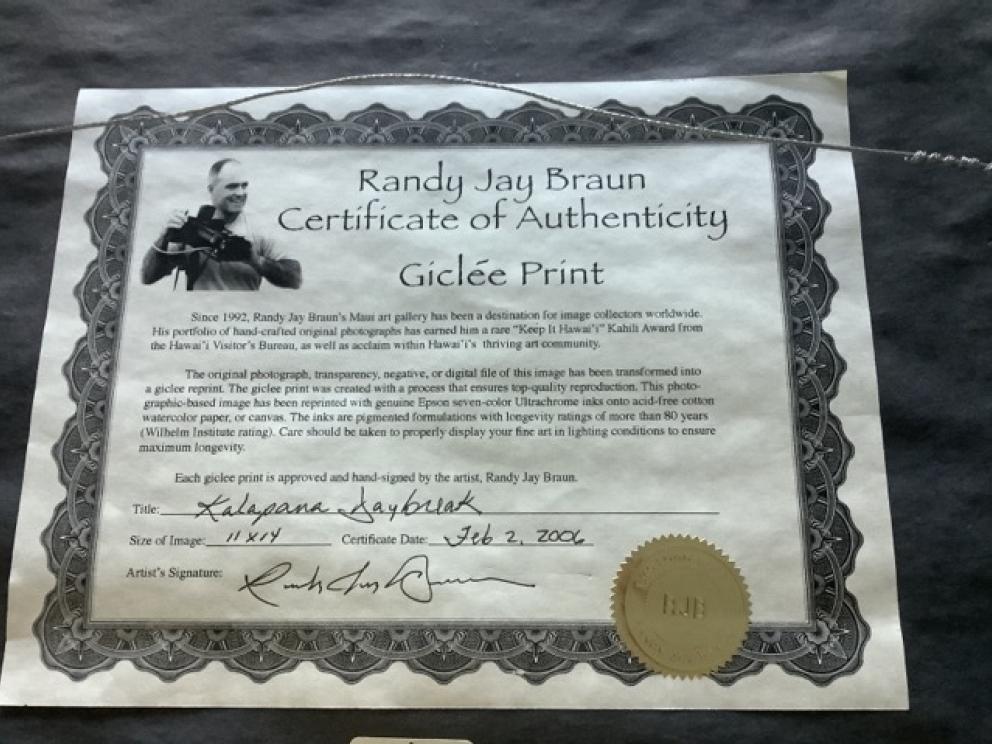 Randy Jay Braun
Certificate of Authenticity
Giclée Print
Since 1992, Randy Jay Braun's Maui art gallery has been a destination for image collectors worldwide.
His portfolio of hand-crafted original photographs has earned him a rare "Keep It Hawai'i" Kahili Award from
the Hawai'i Visitor's Bureau, as well as acclaim within Hawai'i's thriving art community.
The original photograph, transparency, negative, or digital file of this image has been transformed into
a giclee reprint. The giclee print was created with a process that ensures top-quality reproduction. This photo-
graphic-based image has been reprinted with genuine Epson seven-color Ultrachrome inks onto acid-free cotton
watercolor paper, or canvas. The inks are pigmented formulations with longevity ratings of more than 80 years
(Wilhelm Institute rating). Care should be taken to properly display your fine art in lighting conditions to ensure
maximum longevity.
Each giclee print is approved and hand-signed by the artist, Randy Jay Braun.
Title: Kalapana Daybreak
Size of Image: 11 x 14 Certificate Date: Feb 2, 2006
Artist's Signature: Randy Jay Braun
RJB